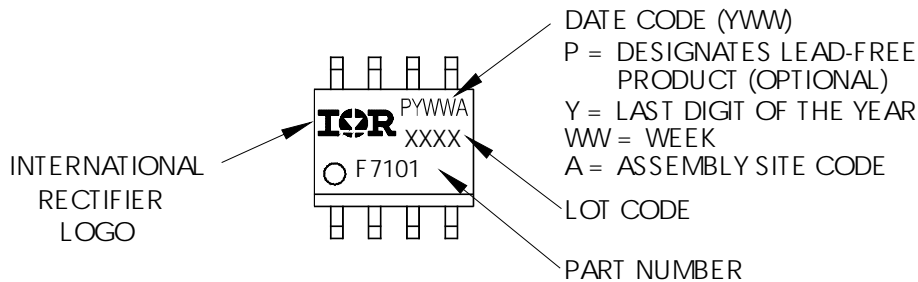 DATE CODE (YWW)
P = DESIGNATES LEAD-FREE
PRODUCT (OPTIONAL)
Y = LAST DIGIT OF THE YEAR
WW = WEEK
A = ASSEMBLY SITE CODE
LOT CODE
PART NUMBER
INTERNATIONAL
RECTIFIER
LOGO
IOR
PYWWA
XXXX
F7101